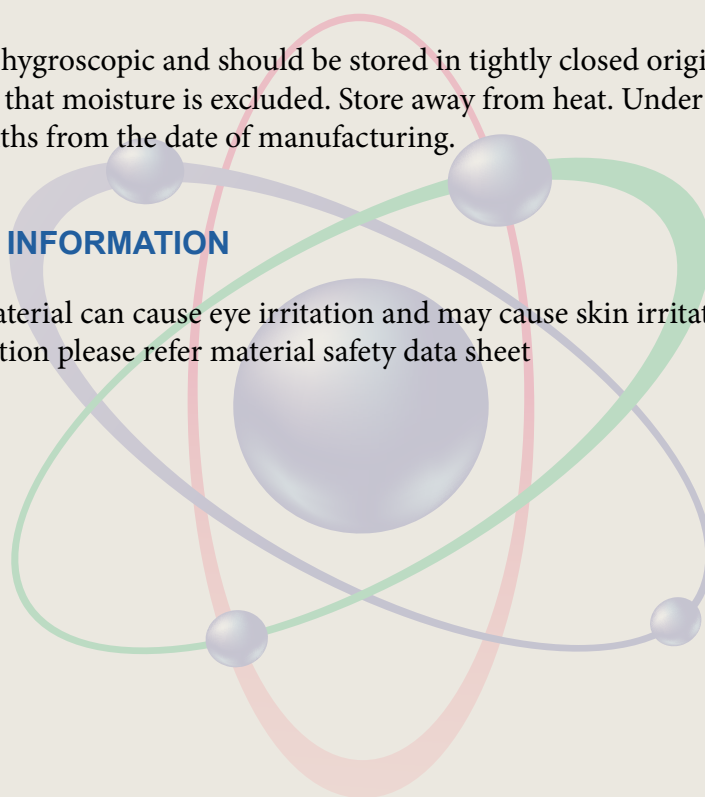 hygroscopic and should be stored in tightly closed origi
that moisture is excluded. Store away from heat. Under
ths from the date of manufacturing.
INFORMATION
aterial can cause eye irritation and may cause skin irritat
tion please refer material safety data sheet